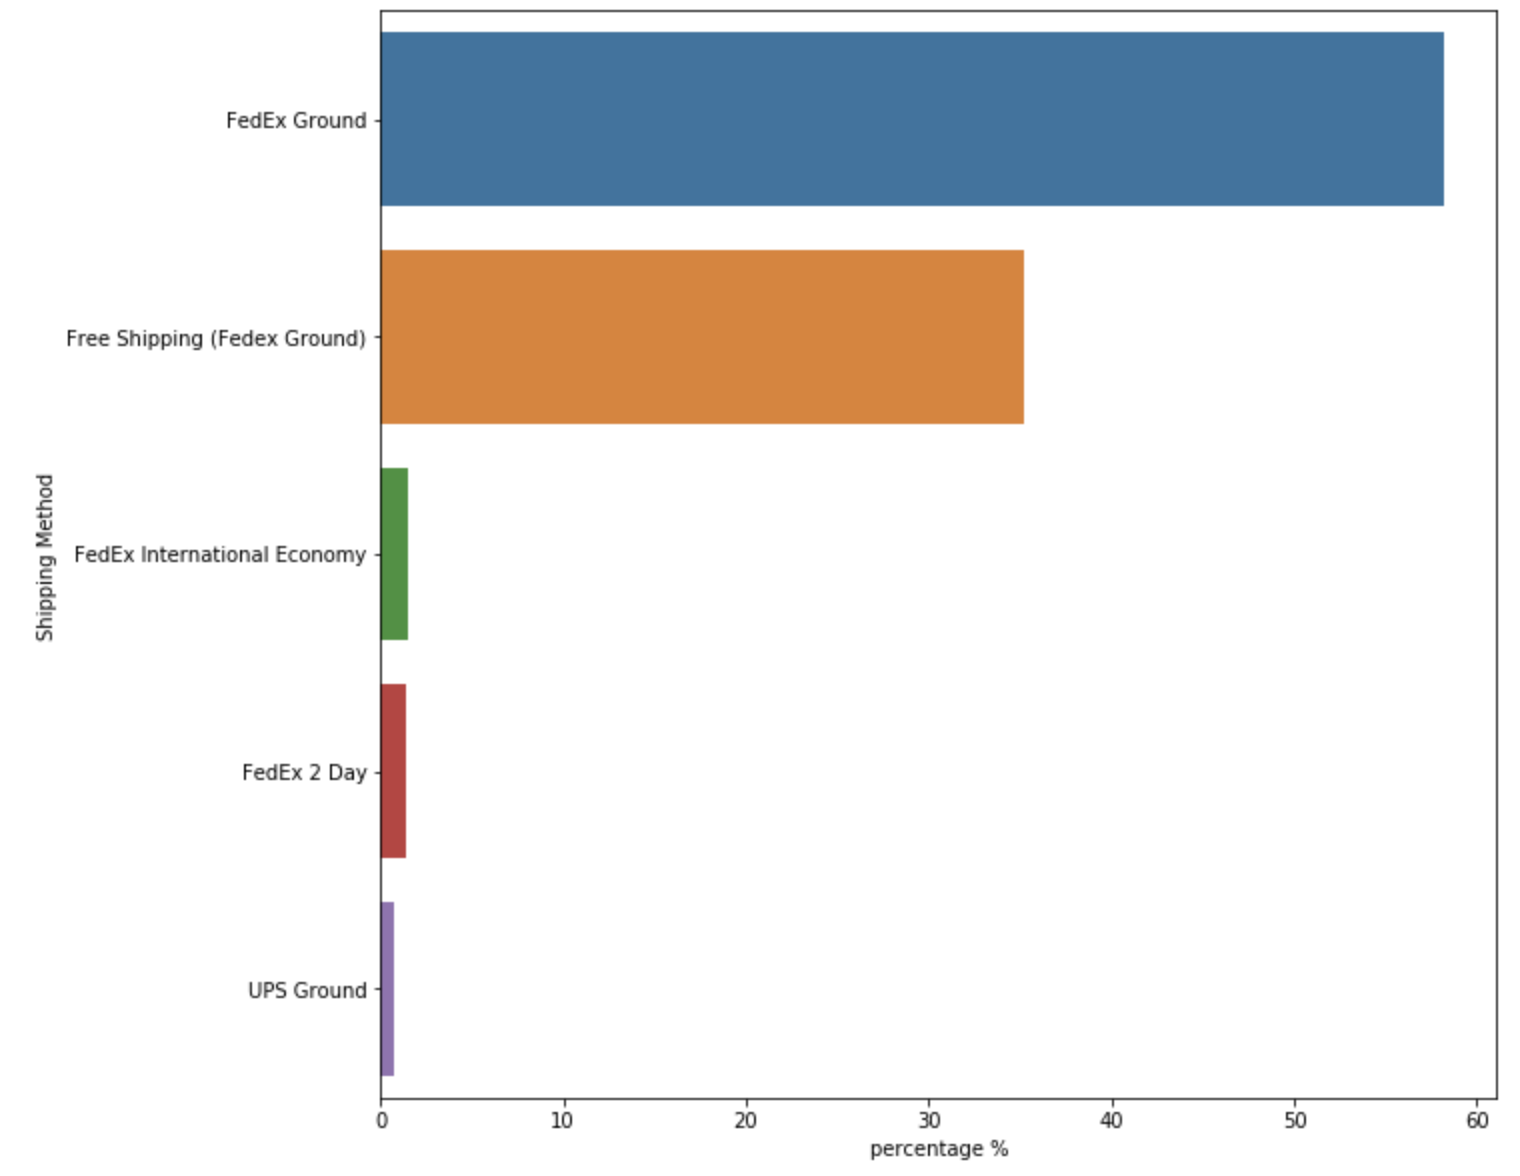 FedEx Ground
Free Shipping (Fedex Ground)
FedEx International Economy
FedEx 2 Day
UPS Ground
Shipping Method
0 10 20 30 40 50 60
percentage %